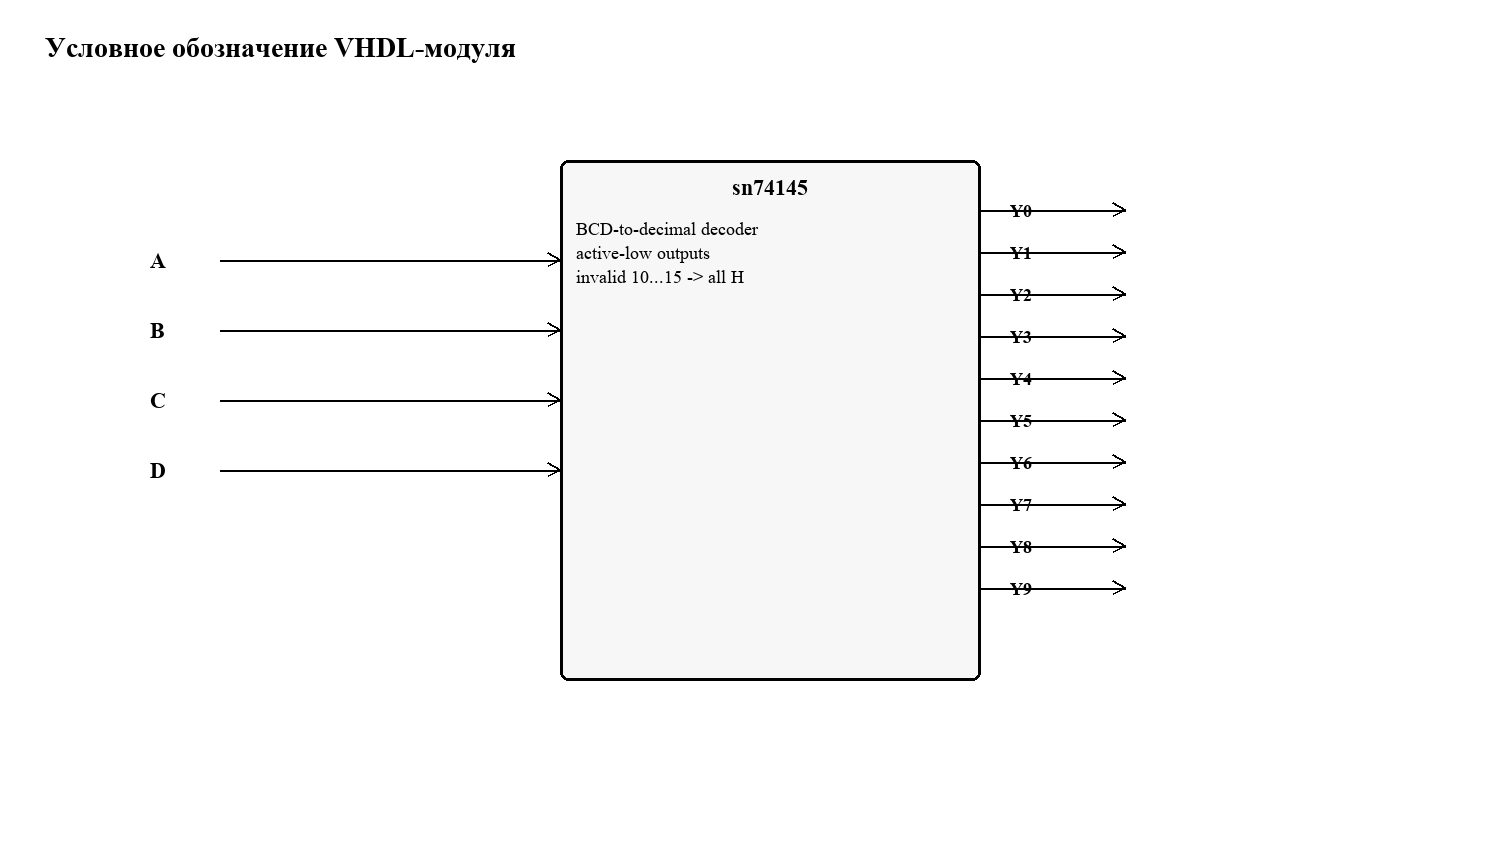 Условное обозначение VHDL-модуля
sn74145
BCD-to-decimal decoder
active-low outputs
invalid 10...15 -> all H
A
B
C
D
Y0
Y1
Y2
Y3
Y4
Y5
Y6
Y7
Y8
Y9